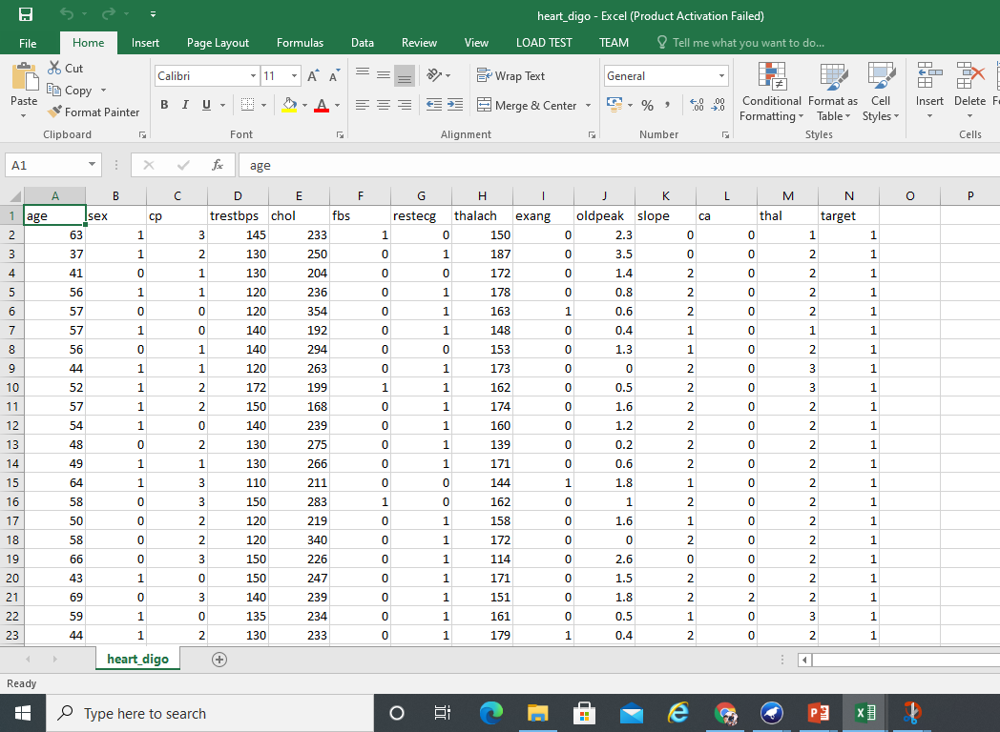 heart_digo - Excel (Product Activation Failed)
File Home Insert Page Layout Formulas Data Review View LOAD TEST TEAM Tell me what you want to do...
Cut
Copy
Format Painter
Paste
Clipboard
Calibri 11
B I U A
Font
Wrap Text
Merge & Center
Alignment
General
% , .0 .00
Number
Conditional Formatting
Format as Table
Cell Styles
Styles
Insert Delete F
Cells
A1 fx age
A B C D E F G H I J K L M N O P
1 age sex cp trestbps chol fbs restecg thalach exang oldpeak slope ca thal target
2 63 1 3 145 233 1 0 150 0 2.3 0 0 1 1
3 37 1 2 130 250 0 1 187 0 3.5 0 0 2 1
4 41 0 1 130 204 0 0 172 0 1.4 2 0 2 1
5 56 1 1 120 236 0 1 178 0 0.8 2 0 2 1
6 57 0 0 120 354 0 1 163 1 0.6 2 0 2 1
7 57 1 0 140 192 0 1 148 0 0.4 1 0 1 1
8 56 0 1 140 294 0 0 153 0 1.3 1 0 2 1
9 44 1 1 120 263 0 1 173 0 0 2 0 3 1
10 52 1 2 172 199 1 1 162 0 0.5 2 0 3 1
11 57 1 2 150 168 0 1 174 0 1.6 2 0 2 1
12 54 1 0 140 239 0 1 160 0 1.2 2 0 2 1
13 48 0 2 130 275 0 1 139 0 0.2 2 0 2 1
14 49 1 1 130 266 0 1 171 0 0.6 2 0 2 1
15 64 1 3 110 211 0 0 144 1 1.8 1 0 2 1
16 58 0 3 150 283 1 0 162 0 1 2 0 2 1
17 50 0 2 120 219 0 1 158 0 1.6 1 0 2 1
18 58 0 2 120 340 0 1 172 0 0 2 0 2 1
19 66 0 3 150 226 0 1 114 0 2.6 0 0 2 1
20 43 1 0 150 247 0 1 171 0 1.5 2 0 2 1
21 69 0 3 140 239 0 1 151 0 1.8 2 2 2 1
22 59 1 0 135 234 0 1 161 0 0.5 1 0 3 1
23 44 1 2 130 233 0 1 179 1 0.4 2 0 2 1
heart_digo
Ready
Type here to search